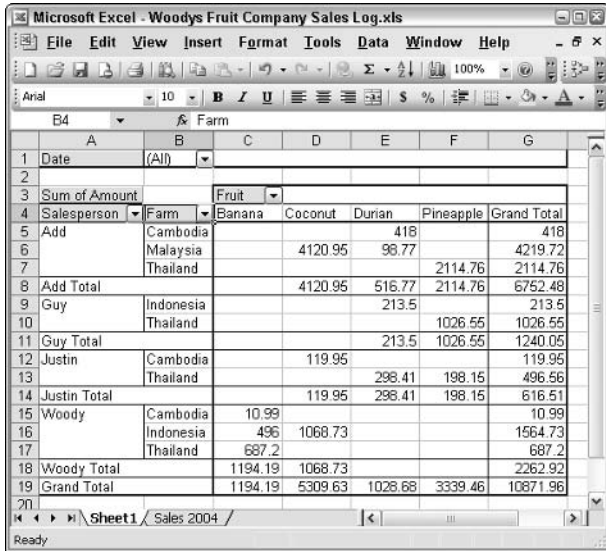 Microsoft Excel - Woodys Fruit Company Sales Log.xls
File Edit View Insert Format Tools Data Window Help
Σ 100%
Arial 10 B I U $ % A
B4 fx Farm
A B C D E F G
1 Date (All)
2
3 Sum of Amount Fruit
4 Salesperson Farm Banana Coconut Durian Pineapple Grand Total
5 Add Cambodia 418 418
6 Malaysia 4120.95 98.77 4219.72
7 Thailand 2114.76 2114.76
8 Add Total 4120.95 516.77 2114.76 6752.48
9 Guy Indonesia 213.5 213.5
10 Thailand 1026.55 1026.55
11 Guy Total 213.5 1026.55 1240.05
12 Justin Cambodia 119.95 119.95
13 Thailand 298.41 198.15 496.56
14 Justin Total 119.95 298.41 198.15 616.51
15 Woody Cambodia 10.99 10.99
16 Indonesia 496 1068.73 1564.73
17 Thailand 687.2 687.2
18 Woody Total 1194.19 1068.73 2262.92
19 Grand Total 1194.19 5309.63 1028.68 3339.46 10871.96
20
Sheet1 Sales 2004
Ready